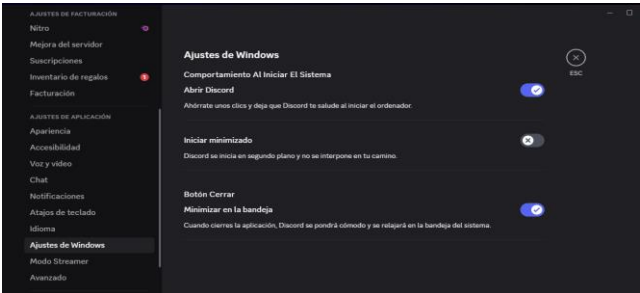 AJUSTES DE FACTURACIÓN
Nitro
Mejora del servidor
Suscripciones
Inventario de regalos 1
Facturación
AJUSTES DE APLICACIÓN
Apariencia
Accesibilidad
Voz y vídeo
Chat
Notificaciones
Atajos de teclado
Idioma
Ajustes de Windows
Modo Streamer
Avanzado
Ajustes de Windows
ESC
Comportamiento Al Iniciar El Sistema
Abrir Discord
Ahórrate unos clics y deja que Discord te salude al iniciar el ordenador.
Iniciar minimizado
Discord se inicia en segundo plano y no se interpone en tu camino.
Botón Cerrar
Minimizar en la bandeja
Cuando cierres la aplicación, Discord se pondrá cómodo y se relajará en la bandeja del sistema.